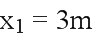 x₁ = 3m